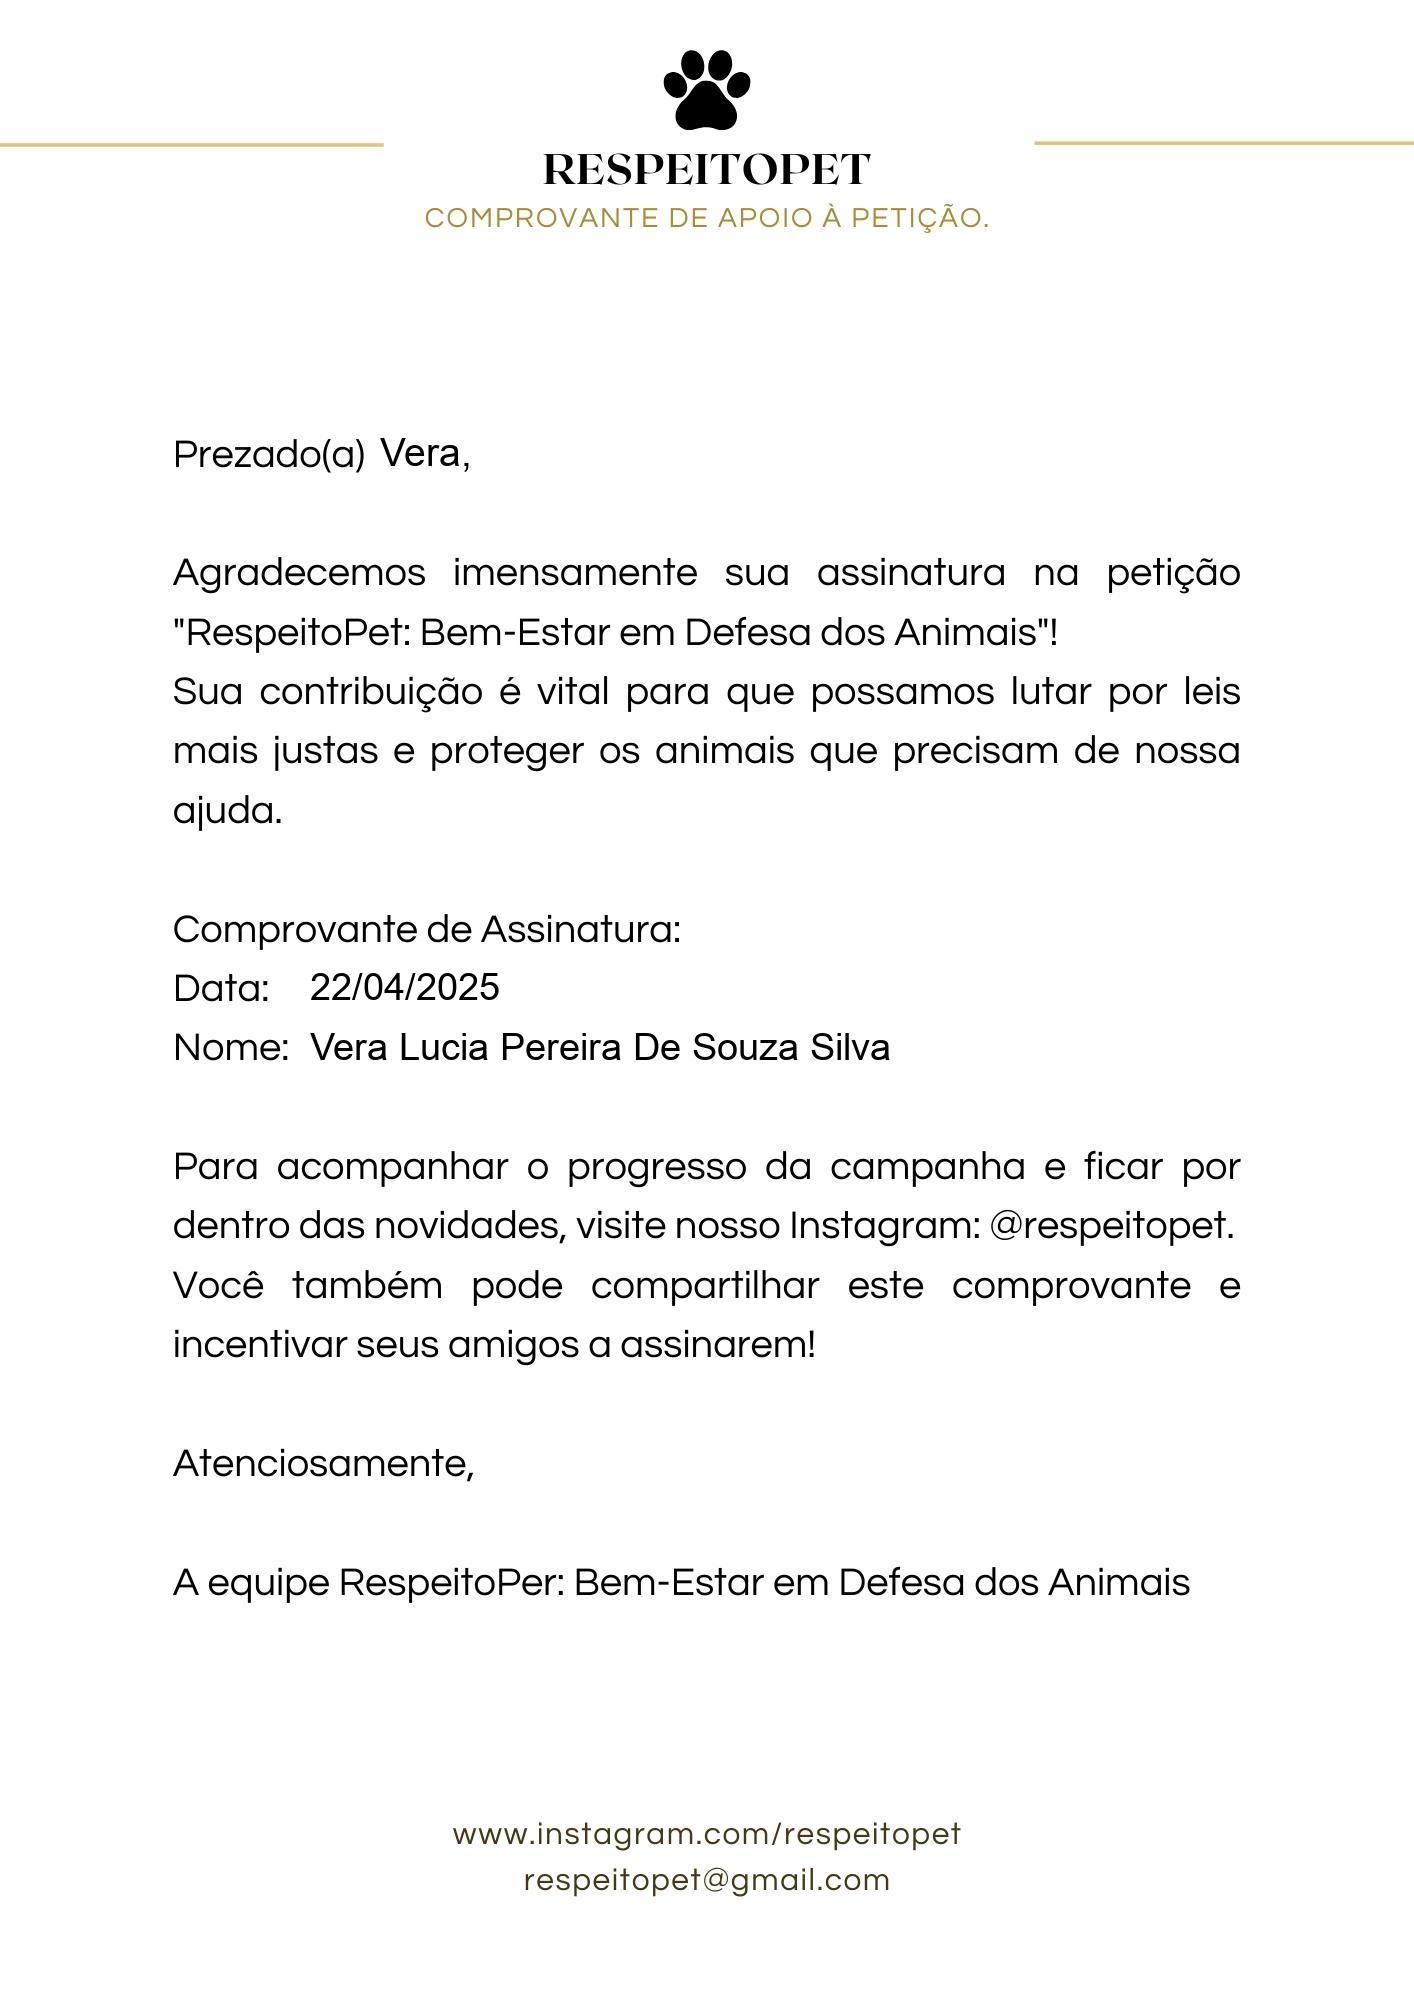 RESPEITOPET
COMPROVANTE DE APOIO À PETIÇÃO.
Prezado(a) Vera,
Agradecemos imensamente sua assinatura na petição
"RespeitoPet: Bem-Estar em Defesa dos Animais"!
Sua contribuição é vital para que possamos lutar por leis
mais justas e proteger os animais que precisam de nossa
ajuda.
Comprovante de Assinatura:
Data: 22/04/2025
Nome: Vera Lucia Pereira De Souza Silva
Para acompanhar o progresso da campanha e ficar por
dentro das novidades, visite nosso Instagram: @respeitopet.
Você também pode compartilhar este comprovante e
incentivar seus amigos a assinarem!
Atenciosamente,
A equipe RespeitoPer: Bem-Estar em Defesa dos Animais
www.instagram.com/respeitopet
respeitopet@gmail.com